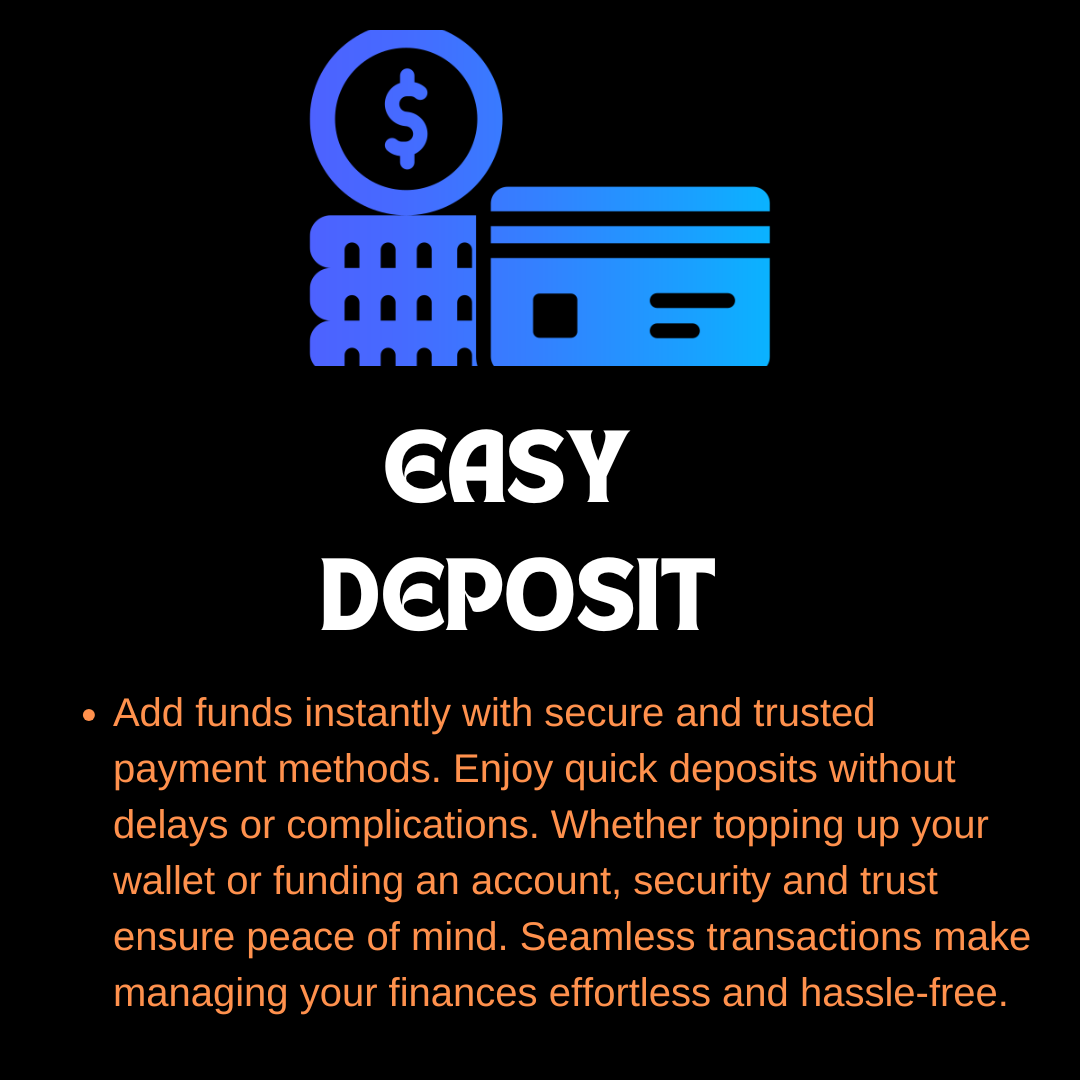 $
EASY
DEPOSIT
• Add funds instantly with secure and trusted
payment methods. Enjoy quick deposits without
delays or complications. Whether topping up your
wallet or funding an account, security and trust
ensure peace of mind. Seamless transactions make
managing your finances effortless and hassle-free.